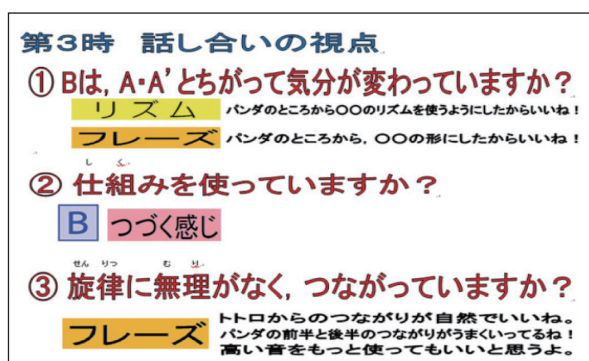 第3時 話し合いの視点
① Bは，A・A’とちがって気分が変わっていますか？
リズム パンダのところから○○のリズムを使うようにしたからいいね！
フレーズ パンダのところから，○○の形にしたからいいね！
しく
② 仕組みを使っていますか？
B つづく感じ
せんりつ むり
③ 旋律に無理がなく，つながっていますか？
トトロからのつながりが自然でいいね。
フレーズ パンダの前半と後半のつながりがうまくいってるね！
高い音をもっと使ってもいいと思うよ。